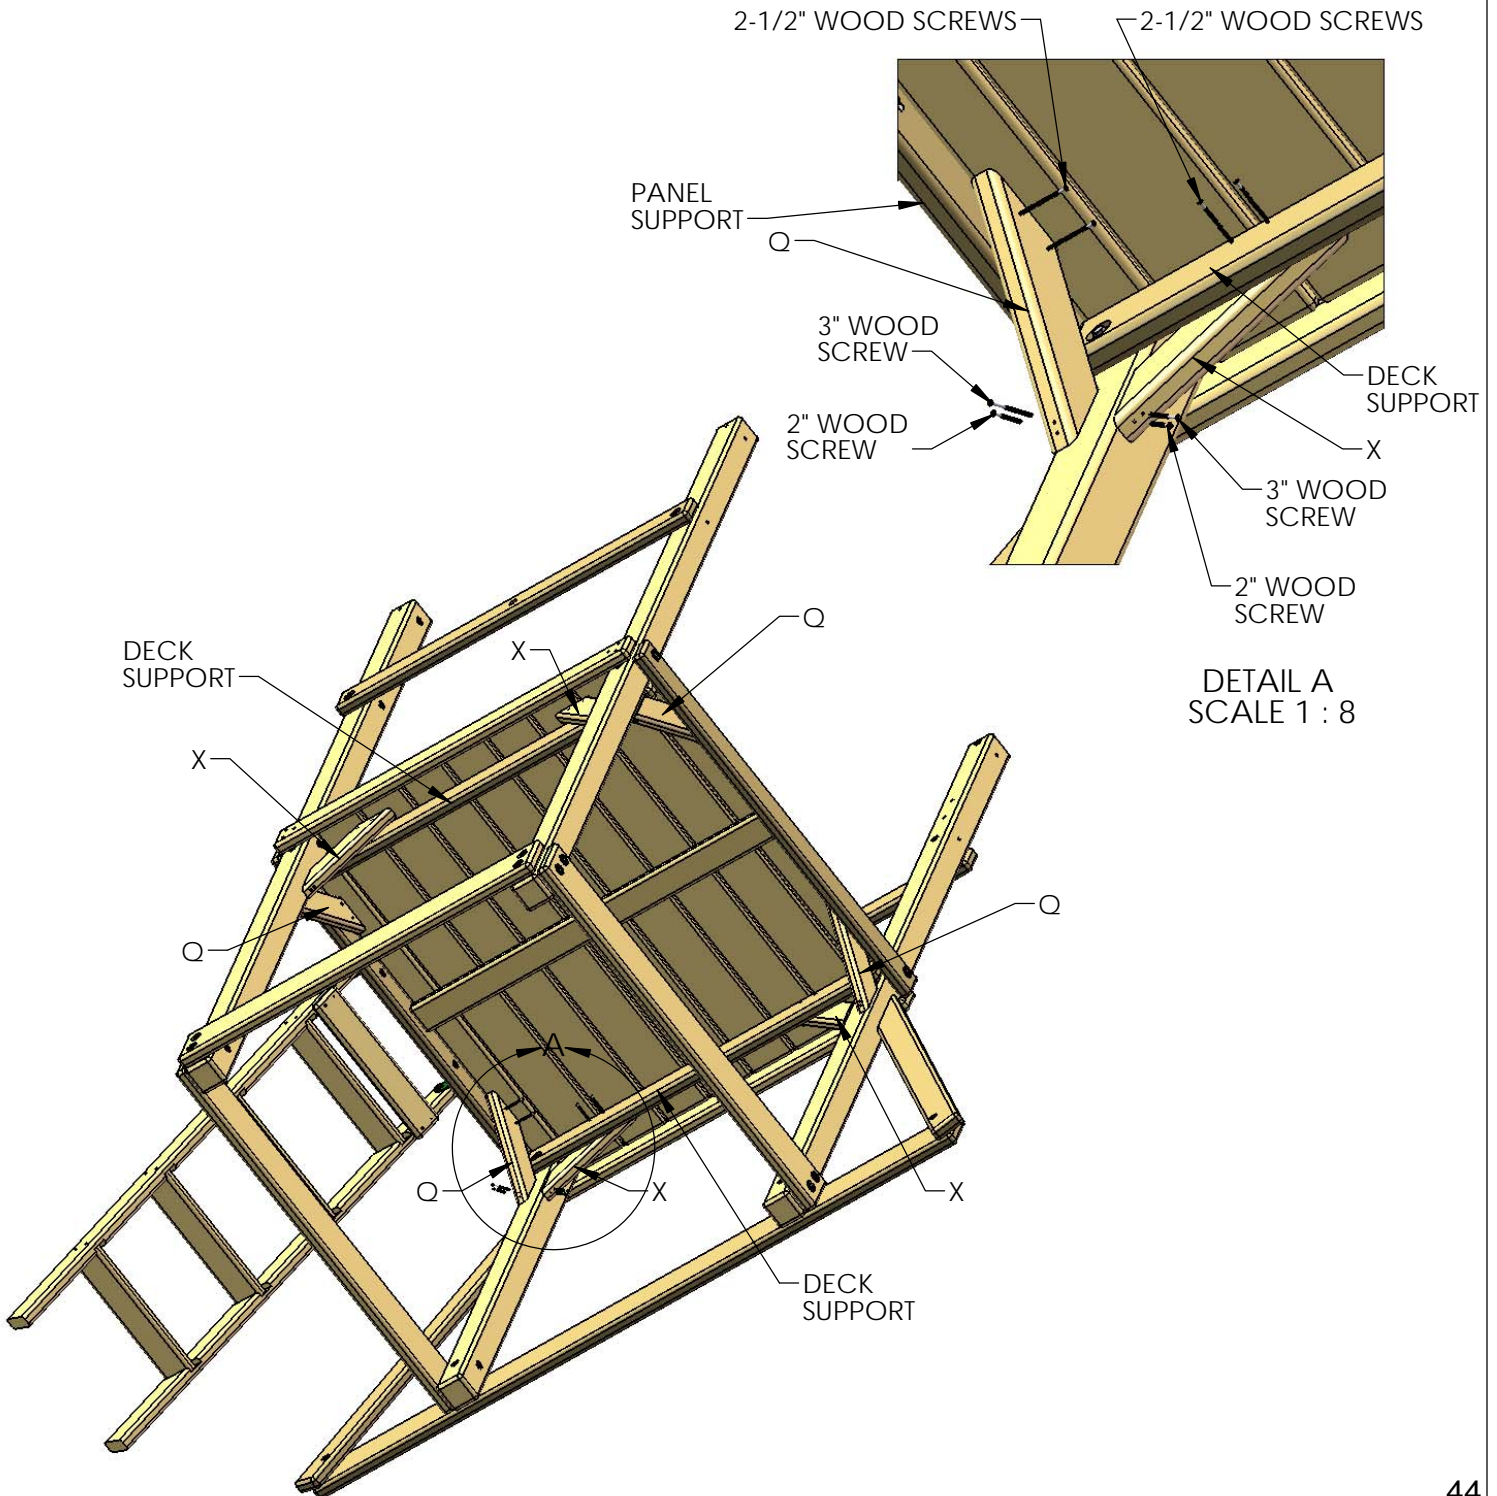 2-1/2" WOOD SCREWS
2-1/2" WOOD SCREWS
PANEL
SUPPORT
Q
3" WOOD
SCREW
2" WOOD
SCREW
DECK
SUPPORT
X
3" WOOD
SCREW
2" WOOD
SCREW
DETAIL A
SCALE 1 : 8
Q
X
DECK
SUPPORT
X
Q
Q
A
Q
X
X
DECK
SUPPORT
44